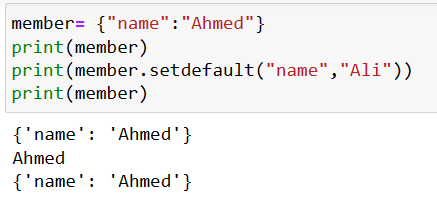 member= {"name":"Ahmed"}
print(member)
print(member.setdefault("name","Ali"))
print(member)
{'name': 'Ahmed'}
Ahmed
{'name': 'Ahmed'}